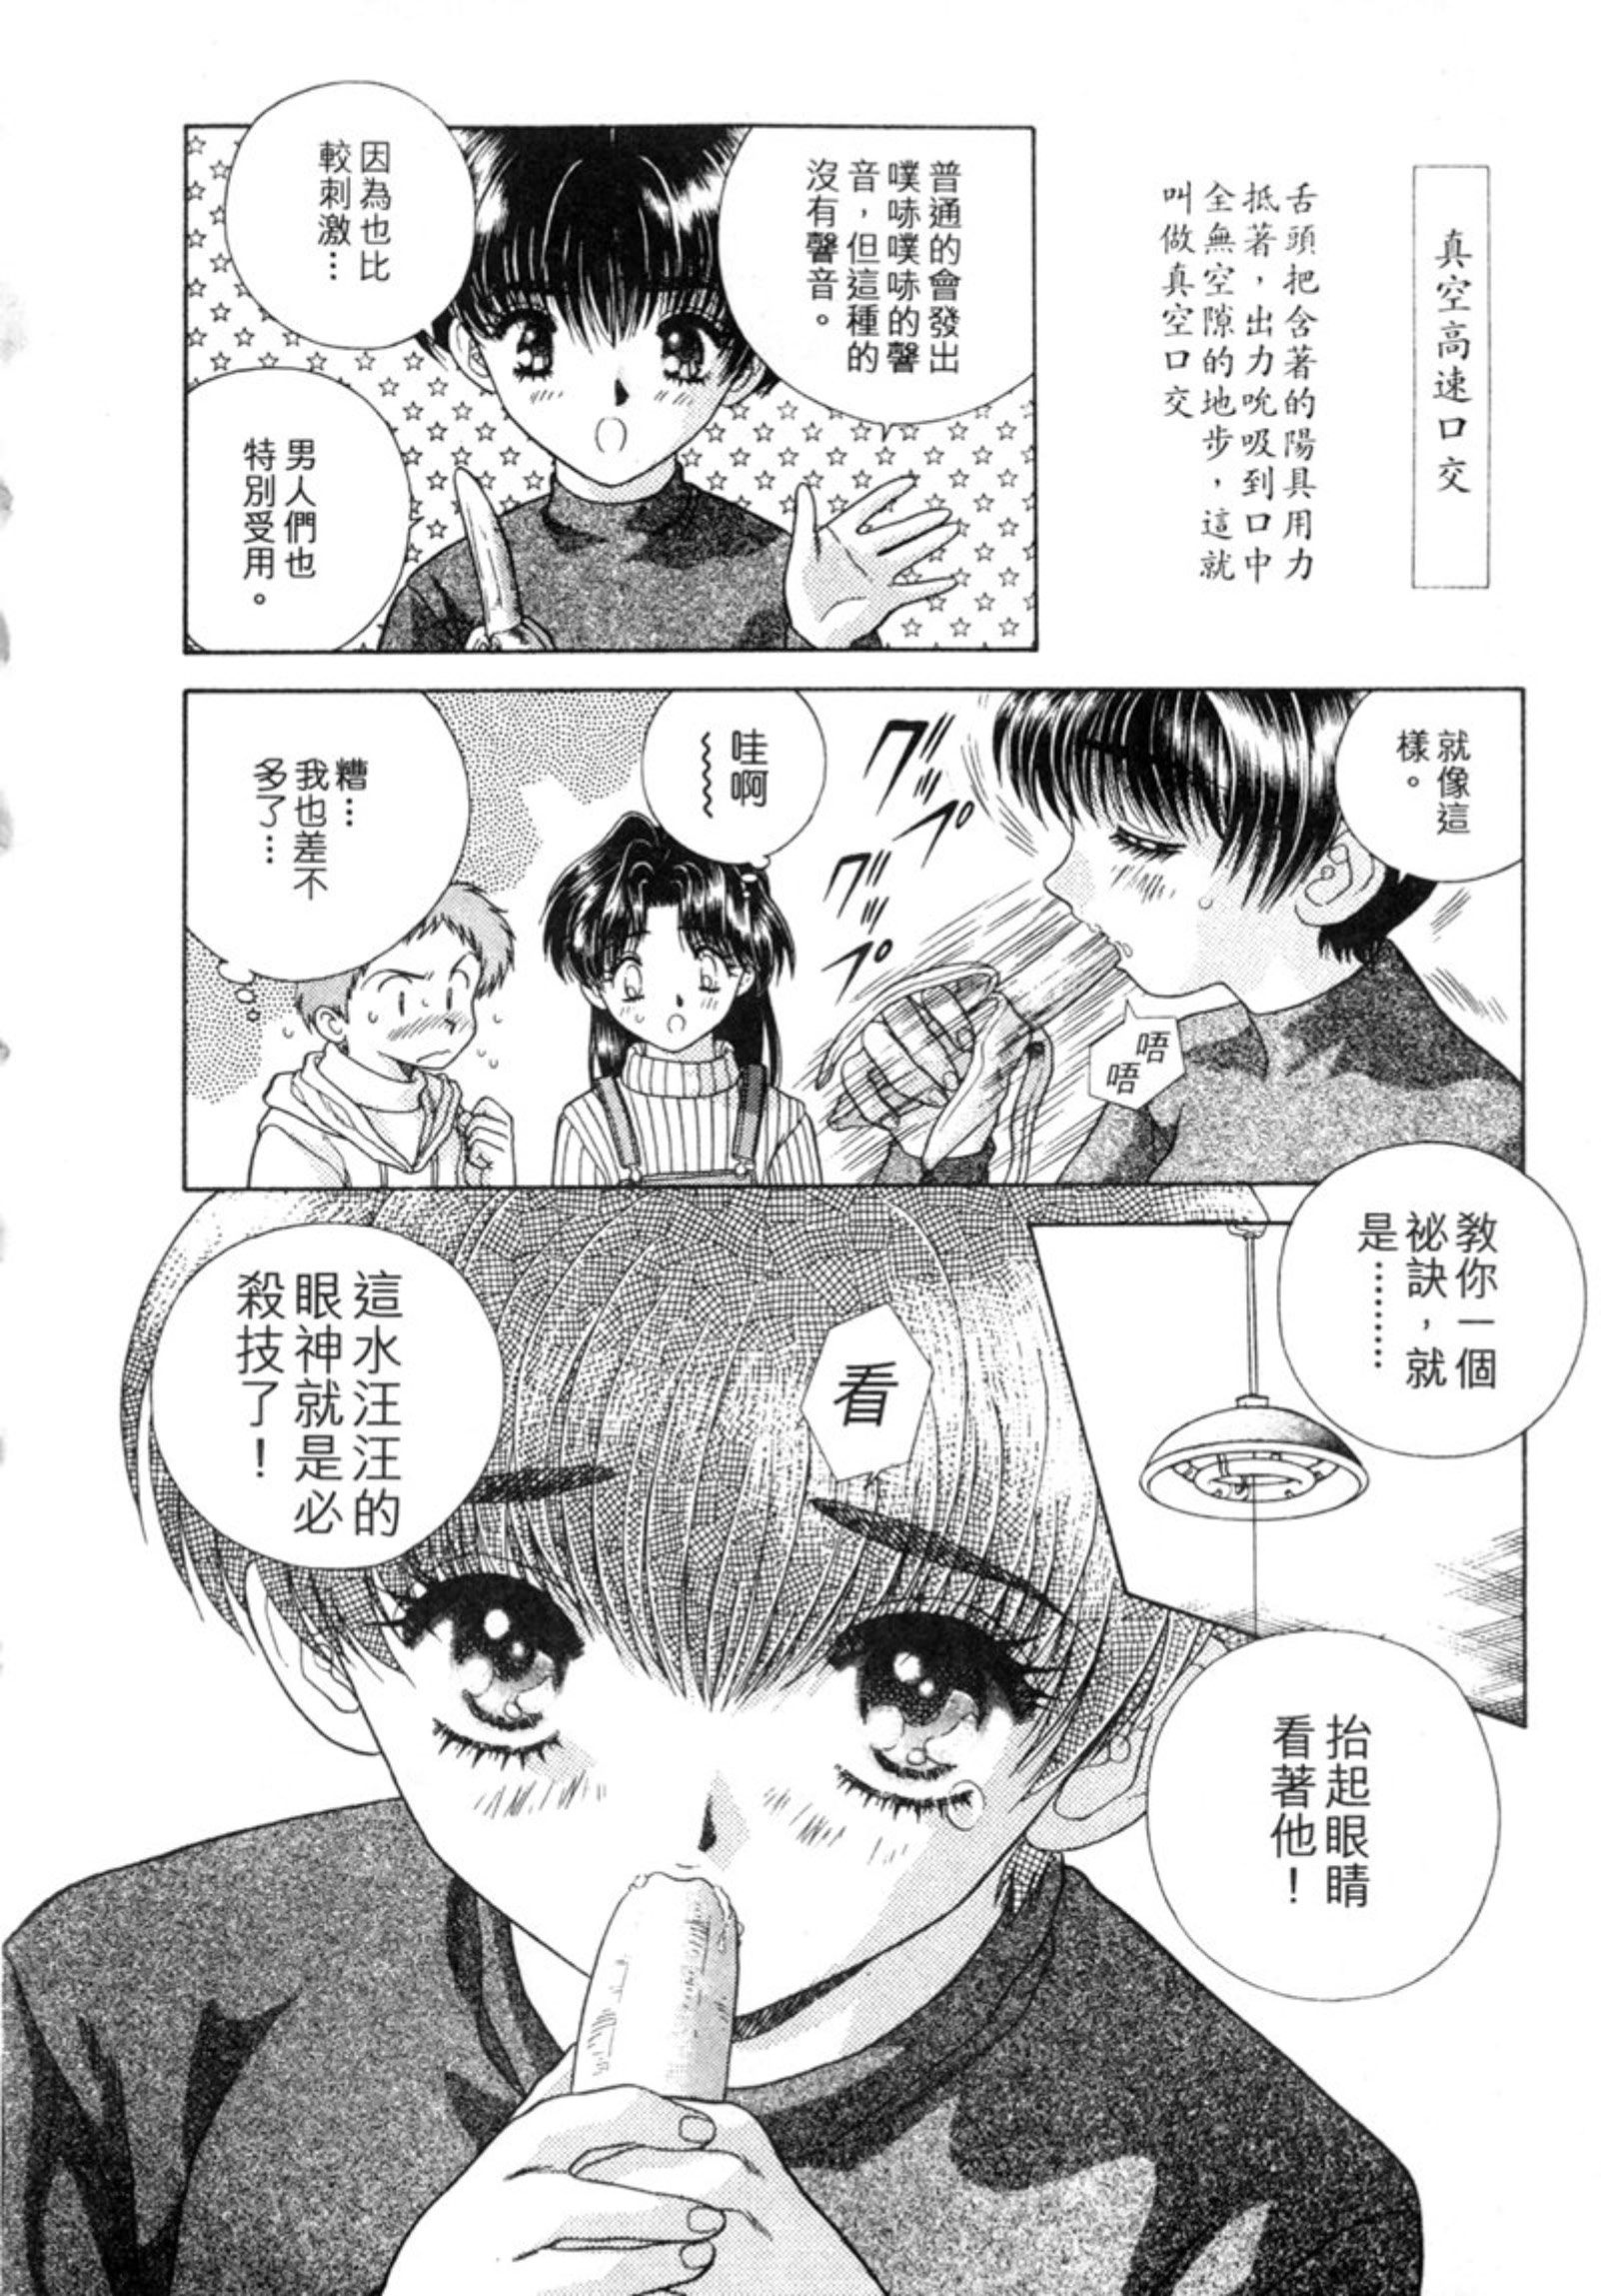 真空高速口交
舌頭把含著的陽具用力
抵著，出力吮吸到口中
全無空隙的地步，這就
叫做真空口交
普通的會發出
噗哧噗哧的聲
音，但這種的
沒有聲音。
因為也比
較刺激…
男人們也
特別受用。
就像這
樣。
プ
プ
プ
唔
唔
哇啊
糟…
我也差不
多了…
教你一個
祕訣，就
是………
抬起眼睛
看著他！
看
這水汪汪的
眼神就是必
殺技了！